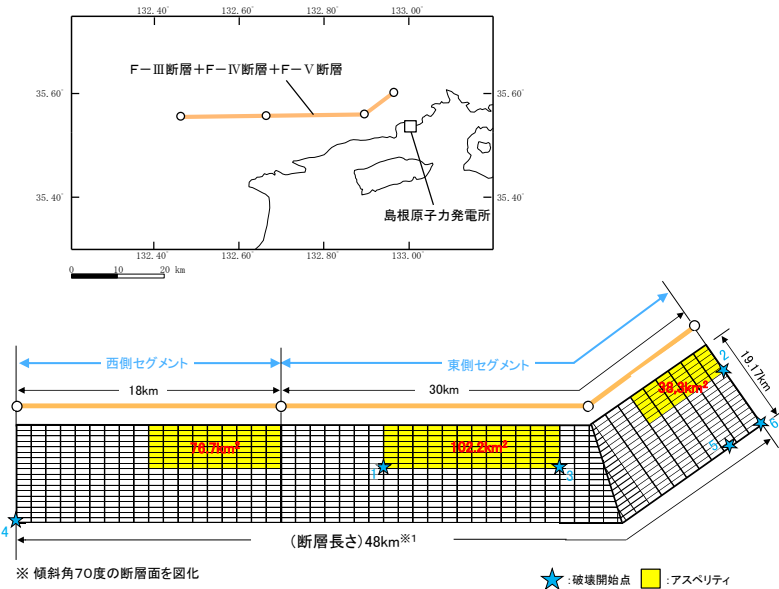 132.40° 132.60° 132.80° 133.00°
F-Ⅲ断層+F-Ⅳ断層+F-Ⅴ断層
35.60° 35.60°
35.40° 35.40°
島根原子力発電所
132.40° 132.60° 132.80° 133.00°
0 10 20 km
西側セグメント
東側セグメント
18km
30km
19.17km
2
38.3km²
76.7km²
102.2km²
1
3
5
6
4
(断層長さ)48km※1
※ 傾斜角70度の断層面を図化
:破壊開始点
:アスペリティ